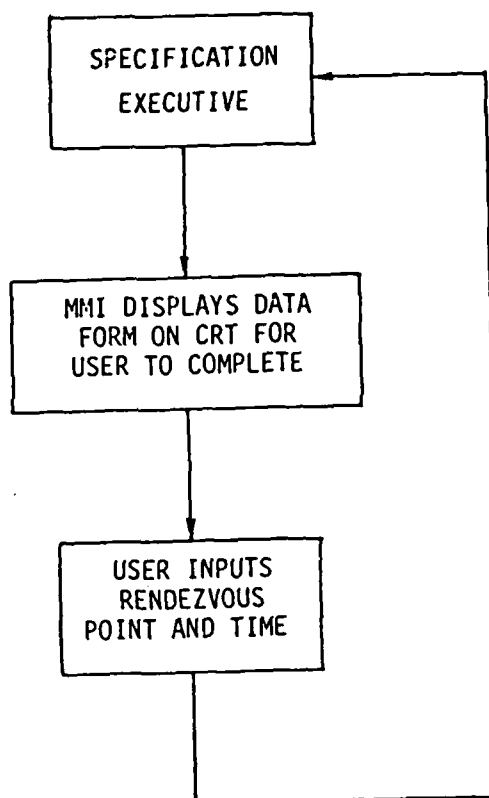 SPECIFICATION
EXECUTIVE
MMI DISPLAYS DATA
FORM ON CRT FOR
USER TO COMPLETE
USER INPUTS
RENDEZVOUS
POINT AND TIME